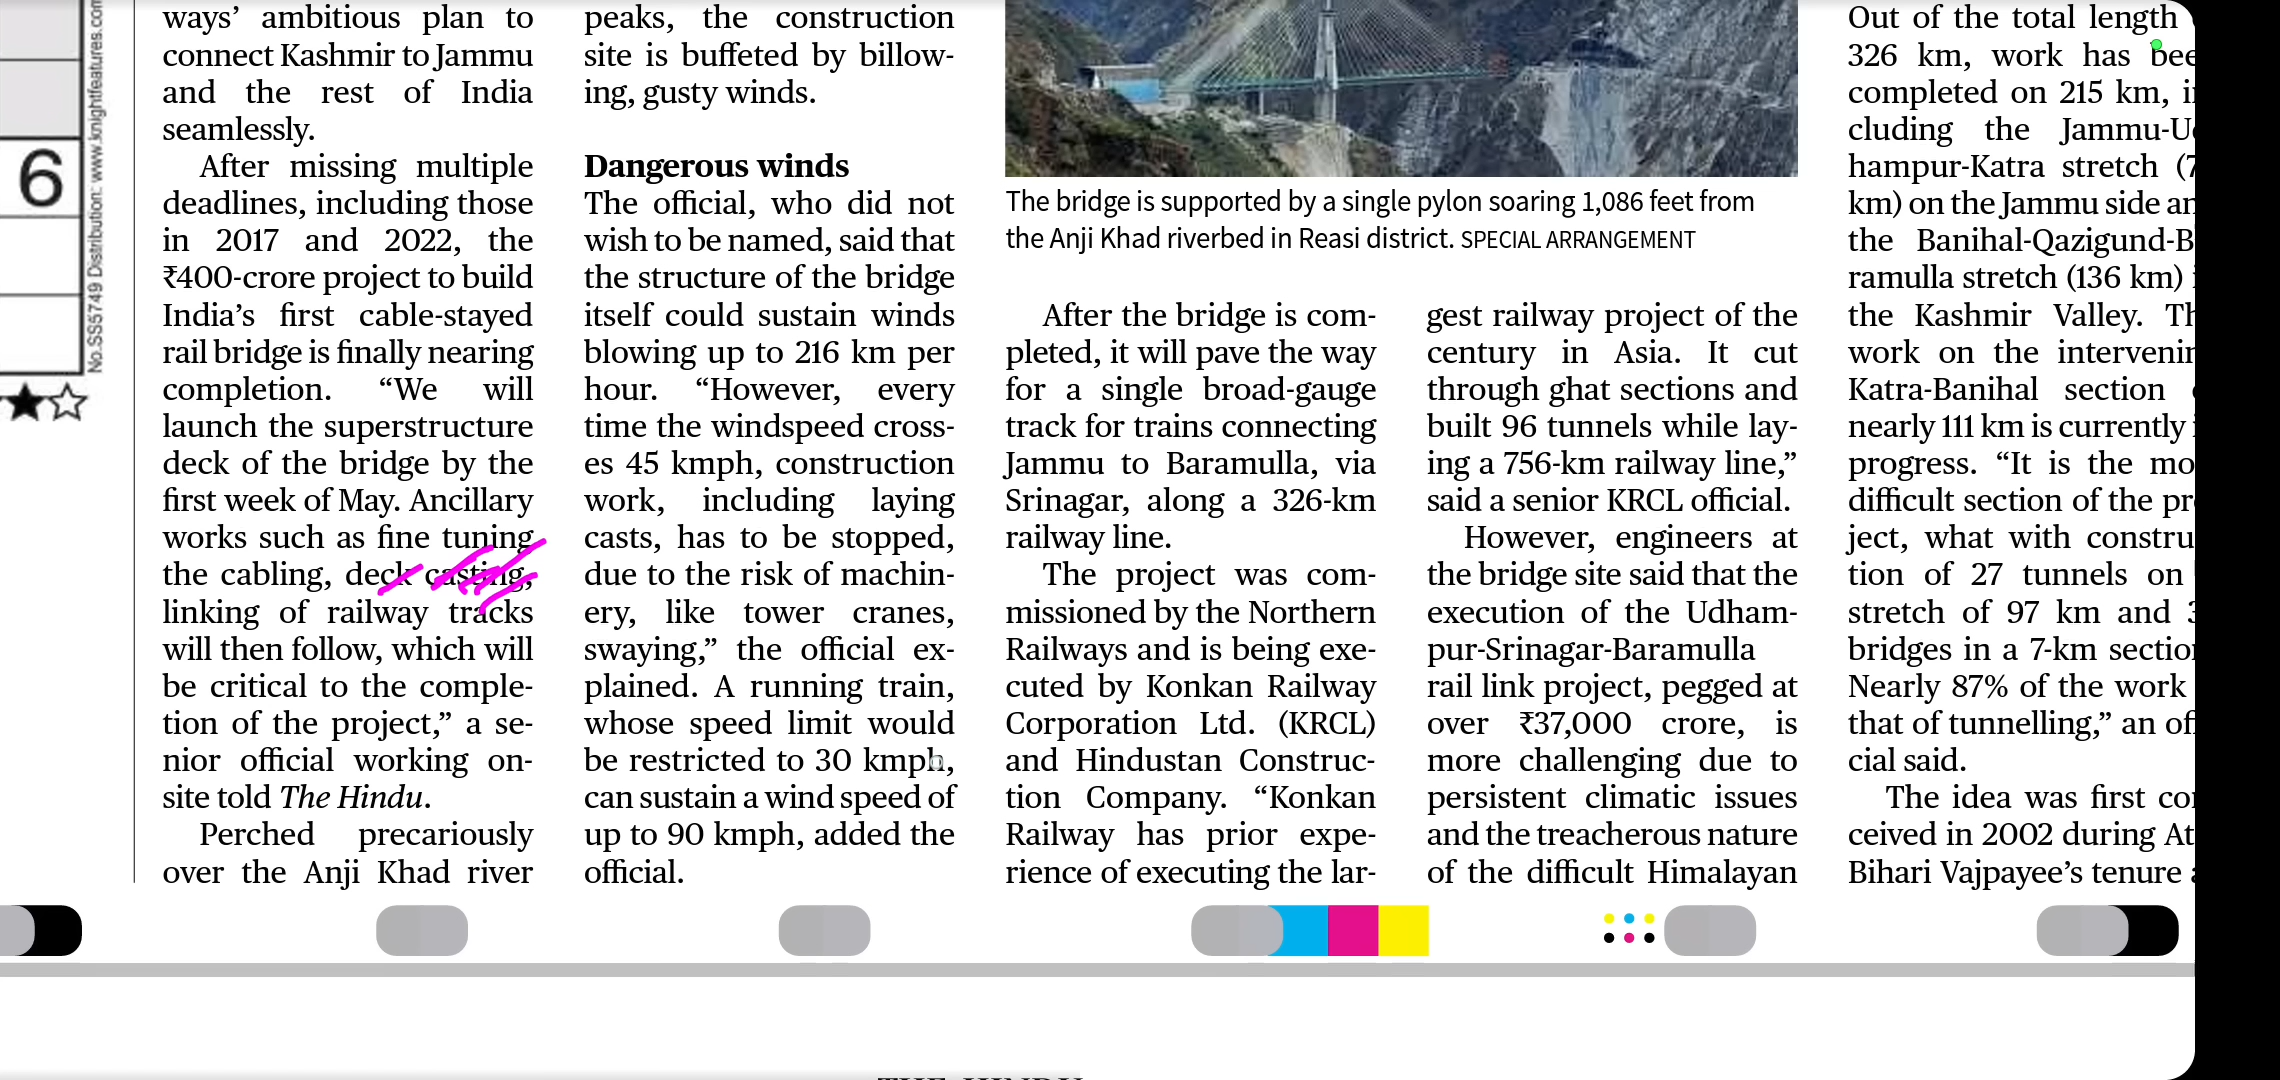 6
No.SS5749 Distribution: www.knightfeatures.com
ways’ ambitious plan to
connect Kashmir to Jammu
and the rest of India
seamlessly.
After missing multiple
deadlines, including those
in 2017 and 2022, the
₹400-crore project to build
India’s first cable-stayed
rail bridge is finally nearing
completion. “We will
launch the superstructure
deck of the bridge by the
first week of May. Ancillary
works such as fine tuning
the cabling, deck casting,
linking of railway tracks
will then follow, which will
be critical to the comple-
tion of the project,” a se-
nior official working on-
site told The Hindu.
Perched precariously
over the Anji Khad river
peaks, the construction
site is buffeted by billow-
ing, gusty winds.
Dangerous winds
The official, who did not
wish to be named, said that
the structure of the bridge
itself could sustain winds
blowing up to 216 km per
hour. “However, every
time the windspeed cross-
es 45 kmph, construction
work, including laying
casts, has to be stopped,
due to the risk of machin-
ery, like tower cranes,
swaying,” the official ex-
plained. A running train,
whose speed limit would
be restricted to 30 kmph,
can sustain a wind speed of
up to 90 kmph, added the
official.
The bridge is supported by a single pylon soaring 1,086 feet from
the Anji Khad riverbed in Reasi district. SPECIAL ARRANGEMENT
After the bridge is com-
pleted, it will pave the way
for a single broad-gauge
track for trains connecting
Jammu to Baramulla, via
Srinagar, along a 326-km
railway line.
The project was com-
missioned by the Northern
Railways and is being exe-
cuted by Konkan Railway
Corporation Ltd. (KRCL)
and Hindustan Construc-
tion Company. “Konkan
Railway has prior expe-
rience of executing the lar-
gest railway project of the
century in Asia. It cut
through ghat sections and
built 96 tunnels while lay-
ing a 756-km railway line,”
said a senior KRCL official.
However, engineers at
the bridge site said that the
execution of the Udham-
pur-Srinagar-Baramulla
rail link project, pegged at
over ₹37,000 crore, is
more challenging due to
persistent climatic issues
and the treacherous nature
of the difficult Himalayan
Out of the total length
326 km, work has bee
completed on 215 km, i
cluding the Jammu-U
hampur-Katra stretch (7
km) on the Jammu side an
the Banihal-Qazigund-B
ramulla stretch (136 km)
the Kashmir Valley. Th
work on the intervenin
Katra-Banihal section
nearly 111 km is currently
progress. “It is the mo
difficult section of the pr
ject, what with constru
tion of 27 tunnels on
stretch of 97 km and 3
bridges in a 7-km section
Nearly 87% of the work
that of tunnelling,” an offi
cial said.
The idea was first con
ceived in 2002 during At
Bihari Vajpayee’s tenure